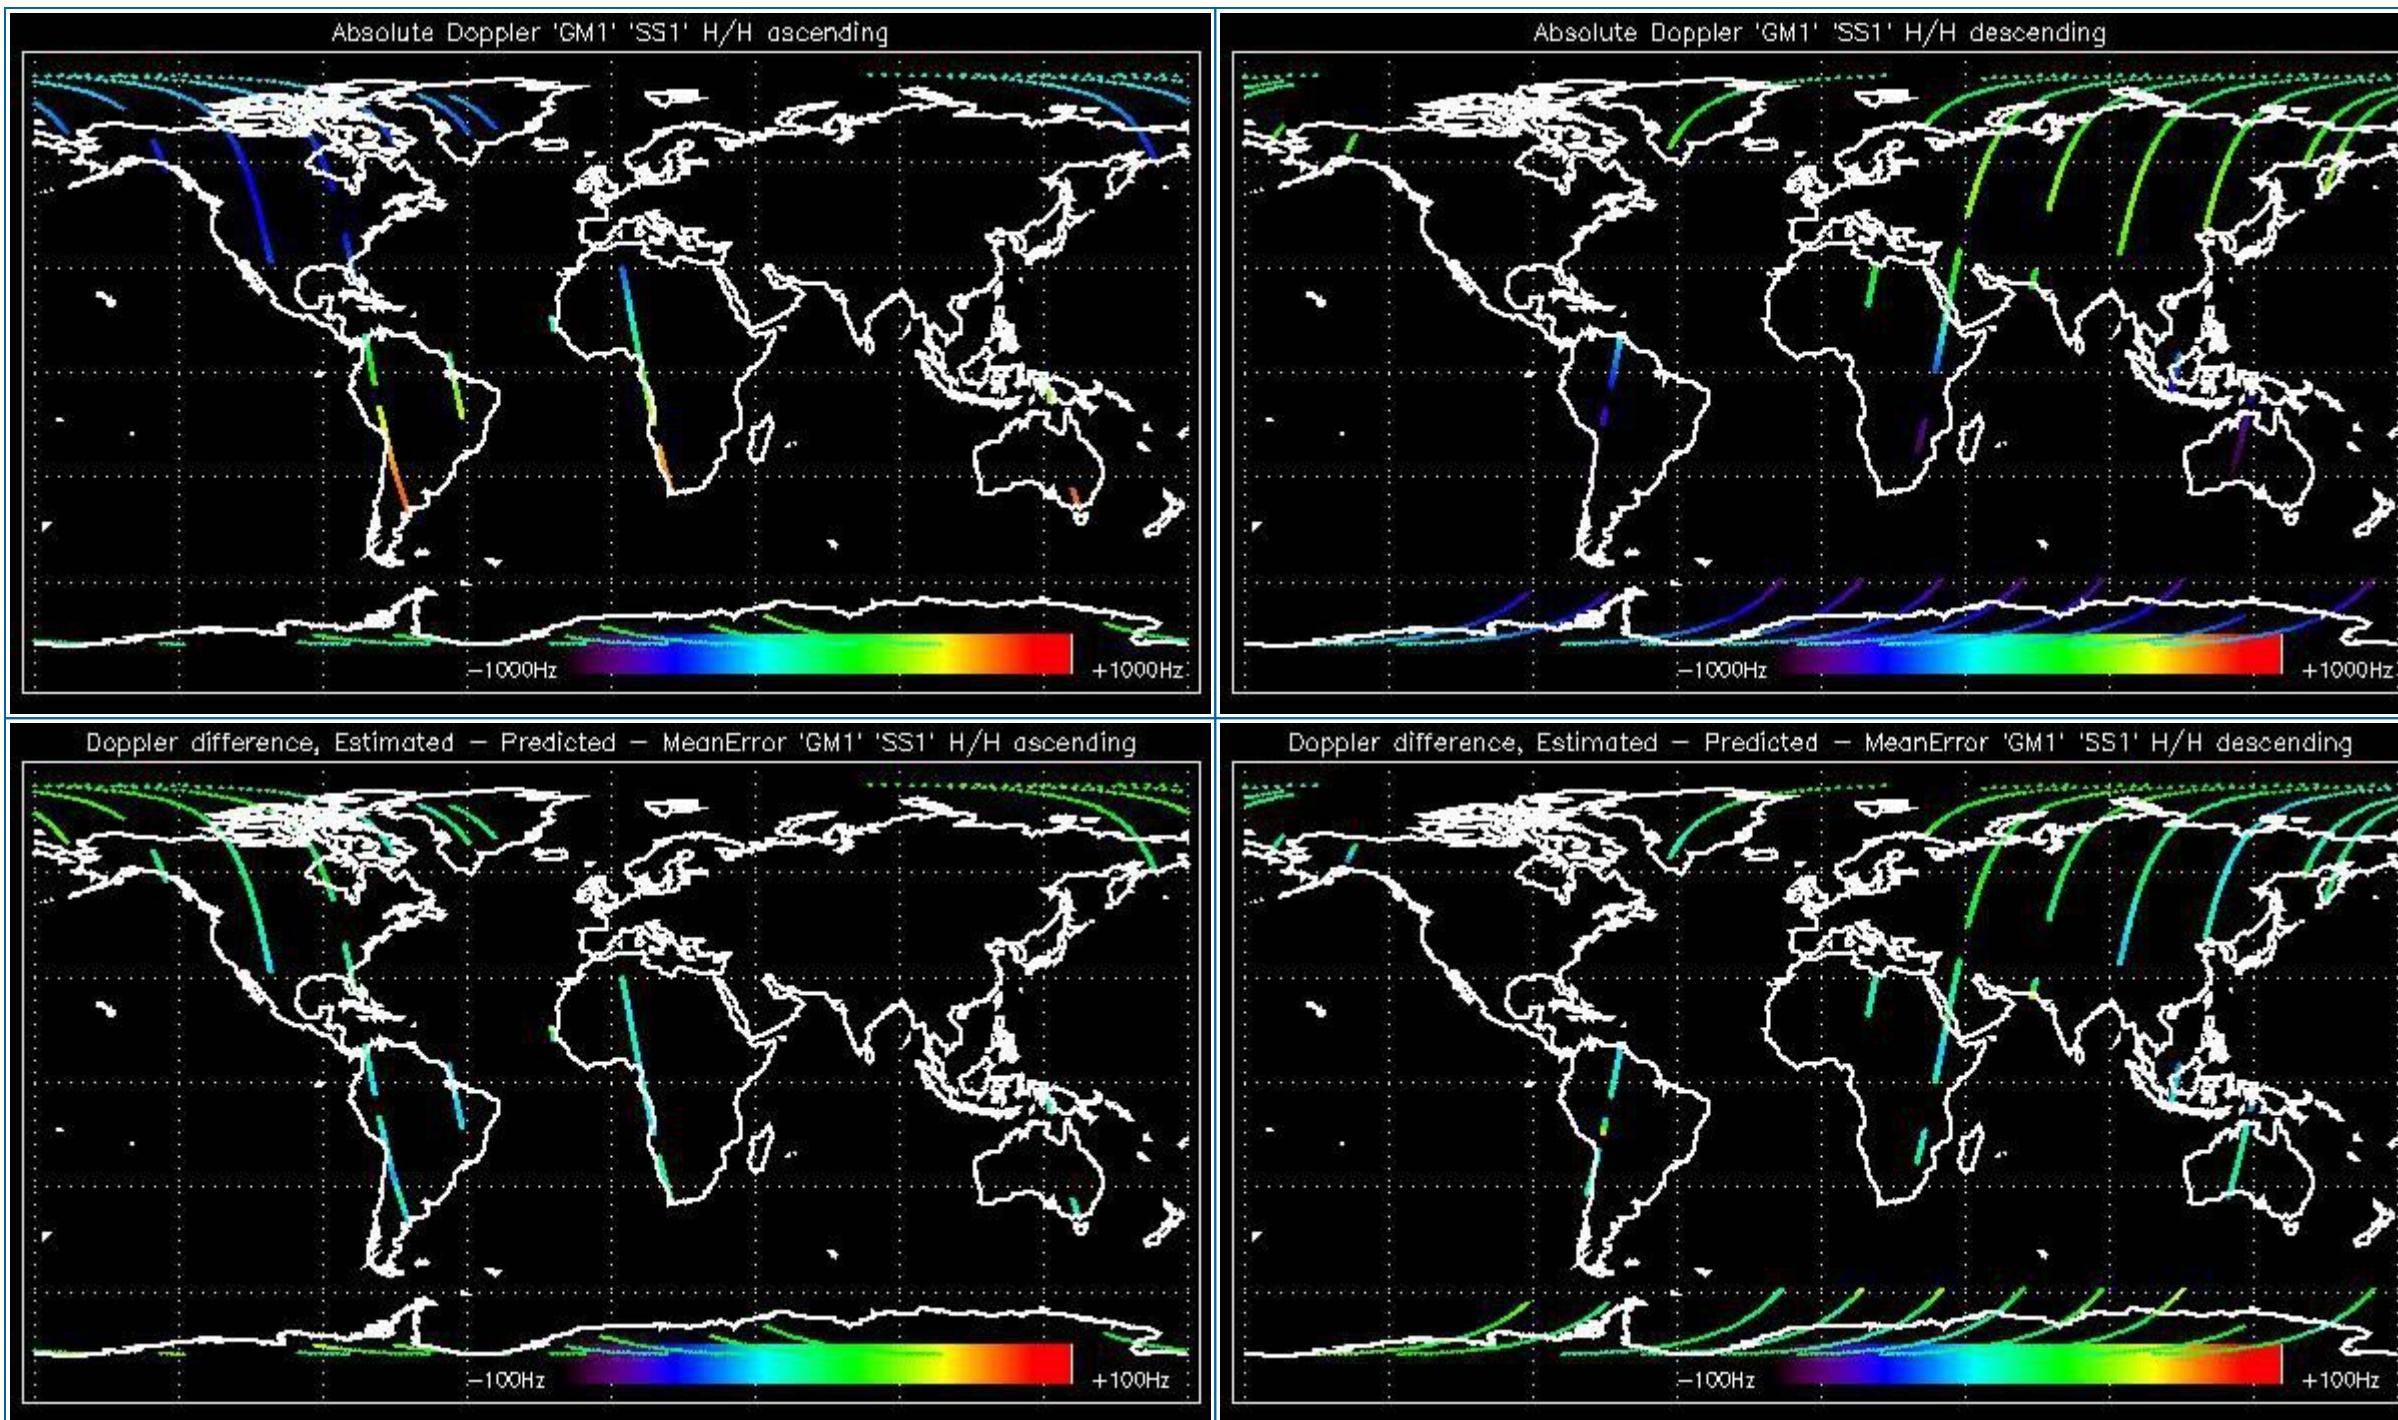 Absolute Doppler 'GM1' 'SS1' H/H ascending
−1000Hz
+1000Hz
Absolute Doppler 'GM1' 'SS1' H/H descending
−1000Hz
+1000Hz
Doppler difference, Estimated − Predicted − MeanError 'GM1' 'SS1' H/H ascending
−100Hz
+100Hz
Doppler difference, Estimated − Predicted − MeanError 'GM1' 'SS1' H/H descending
−100Hz
+100Hz